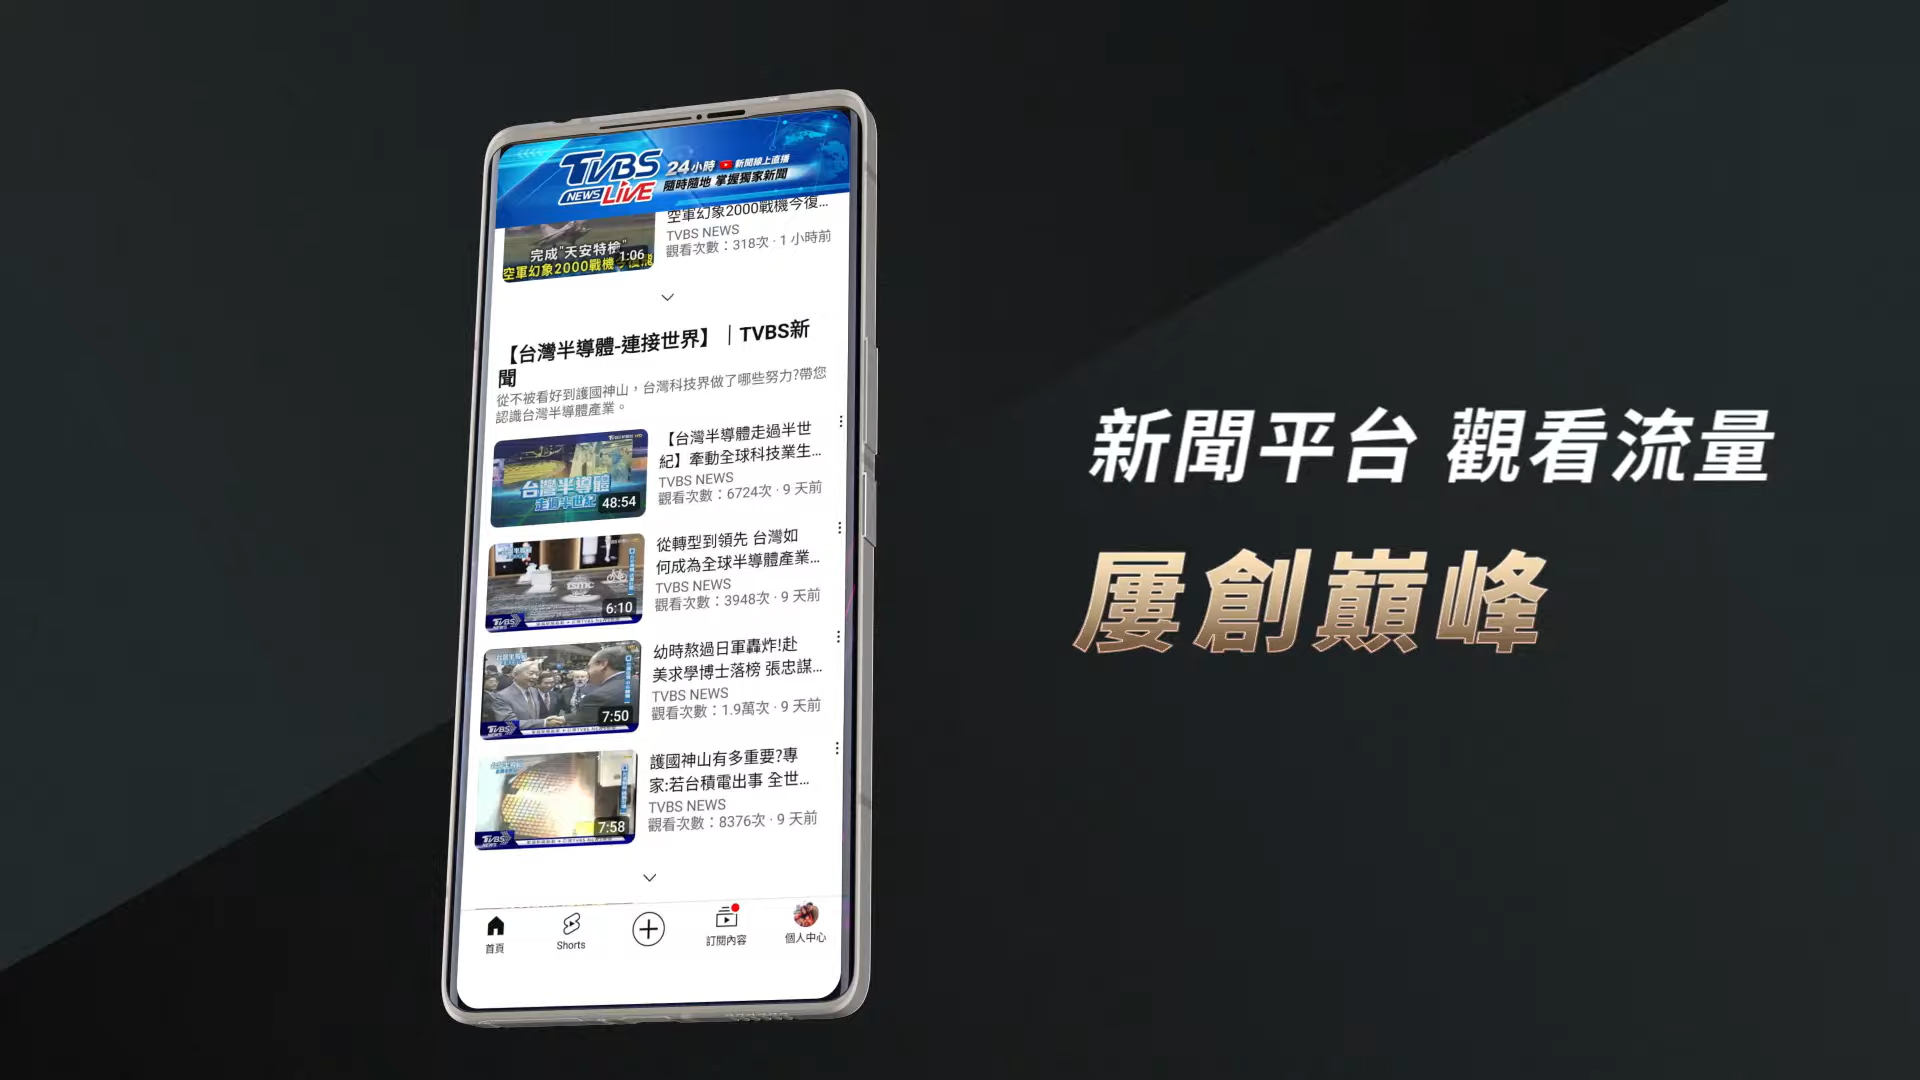 TVBS
NEWS LiVE
24小時 新聞線上直播
隨時隨地 掌握獨家新聞
空軍幻象2000戰機今復...
TVBS NEWS
觀看次數：318次 · 1 小時前
完成"天安特檢"
1:06
空軍幻象2000戰機
【台灣半導體-連接世界】｜TVBS新
聞
從不被看好到護國神山，台灣科技界做了哪些努力?帶您
認識台灣半導體產業。
台灣半導體
走過半世紀
48:54
【台灣半導體走過半世
紀】牽動全球科技業生...
TVBS NEWS
觀看次數：6724次 · 9 天前
6:10
TVBS
NEWS
從轉型到領先 台灣如
何成為全球半導體產業...
TVBS NEWS
觀看次數：3948次 · 9 天前
7:50
TVBS
NEWS
幼時熬過日軍轟炸!赴
美求學博士落榜 張忠謀...
TVBS NEWS
觀看次數：1.9萬次 · 9 天前
7:58
TVBS
NEWS
護國神山有多重要?專
家:若台積電出事 全世...
TVBS NEWS
觀看次數：8376次 · 9 天前
首頁
Shorts
訂閱內容
個人中心
新聞平台 觀看流量
屢創巔峰